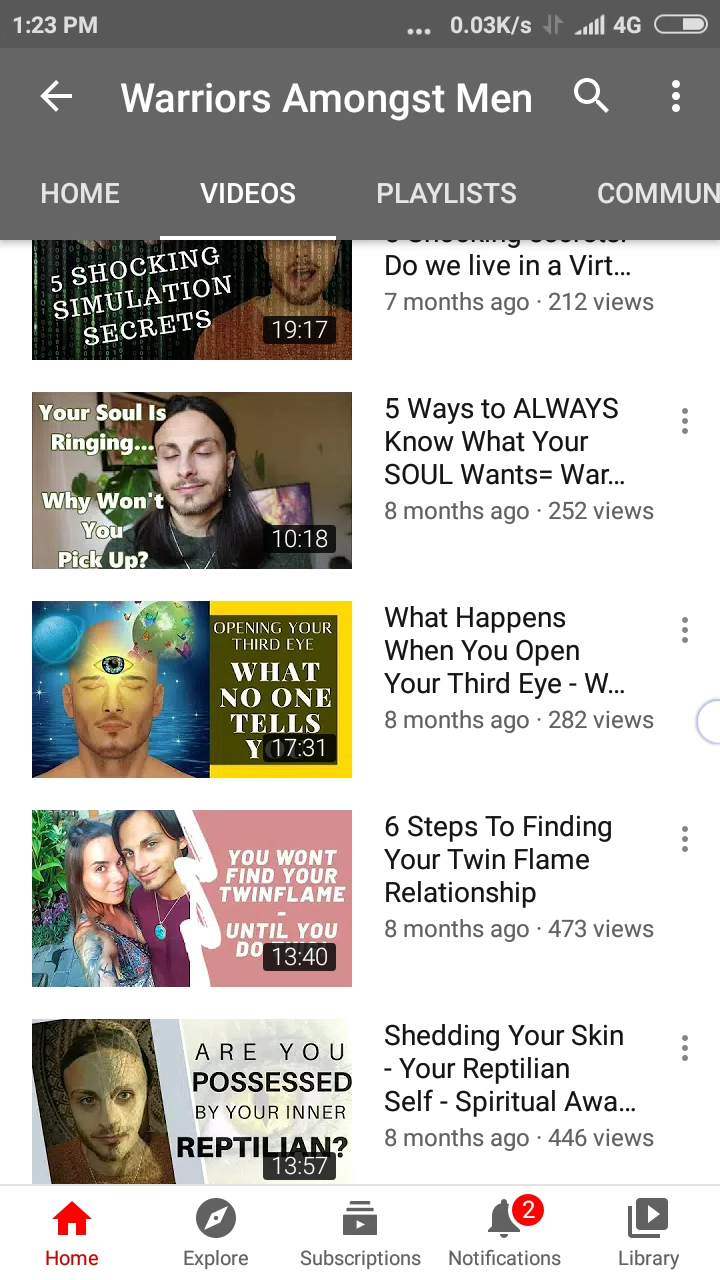 1:23 PM
... 0.03K/s 4G
Warriors Amongst Men
HOME VIDEOS PLAYLISTS COMMUN
5 SHOCKING
SIMULATION
SECRETS
19:17
Do we live in a Virt...
7 months ago · 212 views
Your Soul Is
Ringing...
Why Won't
You
Pick Up?
10:18
5 Ways to ALWAYS
Know What Your
SOUL Wants= War...
8 months ago · 252 views
OPENING YOUR
THIRD EYE
WHAT
NO ONE
TELLS
17:31
What Happens
When You Open
Your Third Eye - W...
8 months ago · 282 views
YOU WONT
FIND YOUR
TWINFLAME
-
UNTIL YOU
DO
13:40
6 Steps To Finding
Your Twin Flame
Relationship
8 months ago · 473 views
ARE YOU
POSSESSED
BY YOUR INNER
REPTILIAN?
13:57
Shedding Your Skin
- Your Reptilian
Self - Spiritual Awa...
8 months ago · 446 views
2
Home Explore Subscriptions Notifications Library